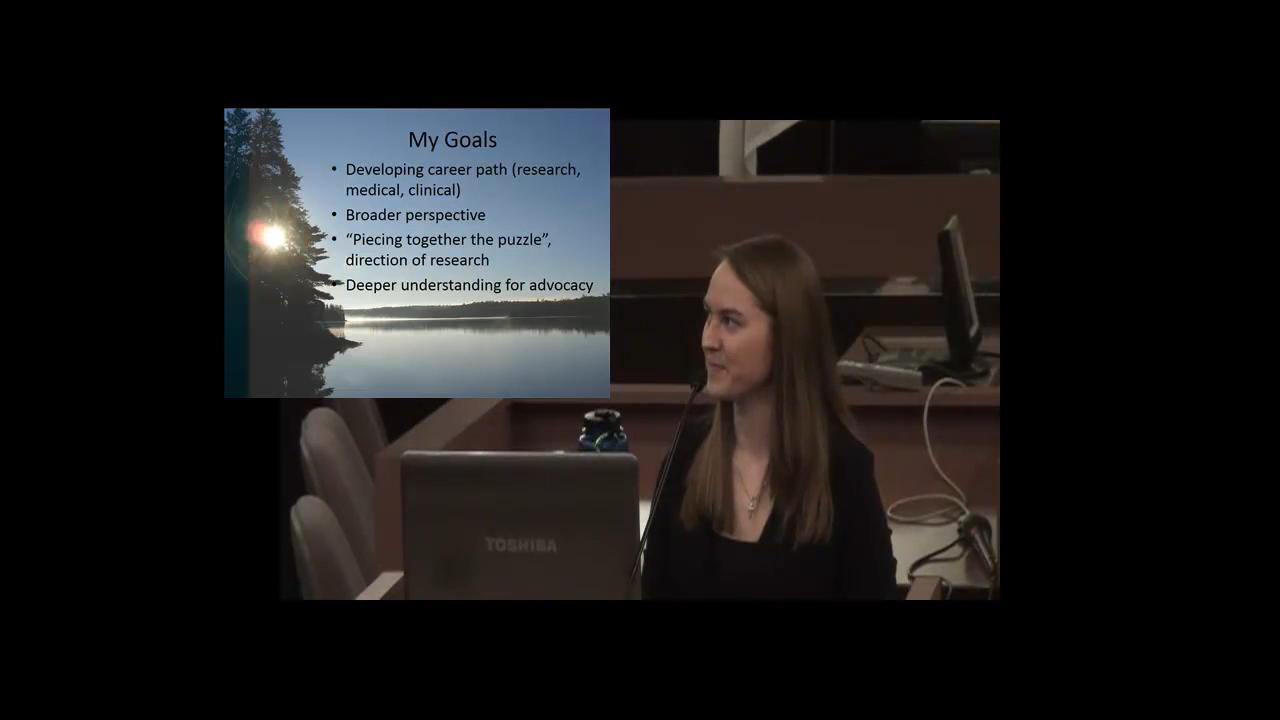 My Goals
• Developing career path (research,
medical, clinical)
• Broader perspective
• “Piecing together the puzzle”,
direction of research
• Deeper understanding for advocacy
TOSHIBA